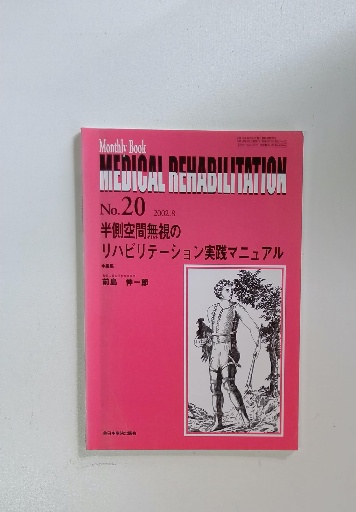 Monthly Book
MEDICAL REHABILITATION
No.20 2002.8
半側空間無視の
リハビリテーション実践マニュアル
前島 伸一郎